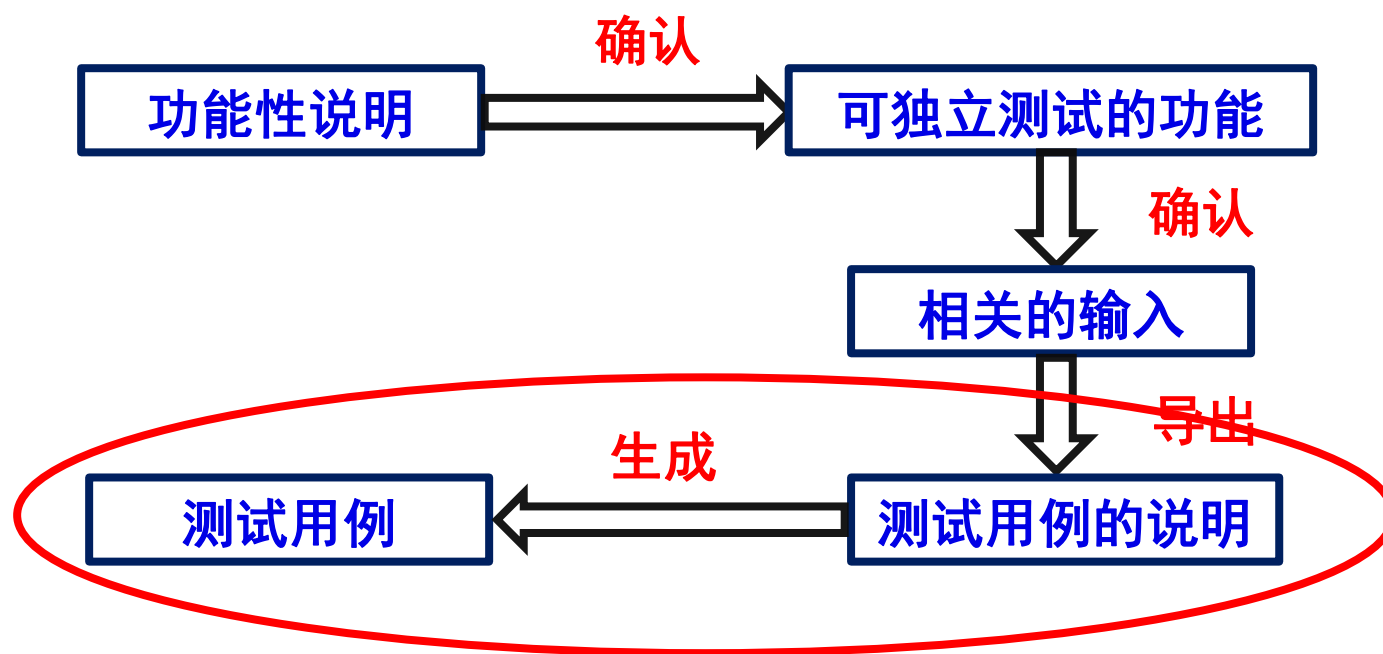 确认
功能性说明
可独立测试的功能
确认
相关的输入
导出
生成
测试用例
测试用例的说明